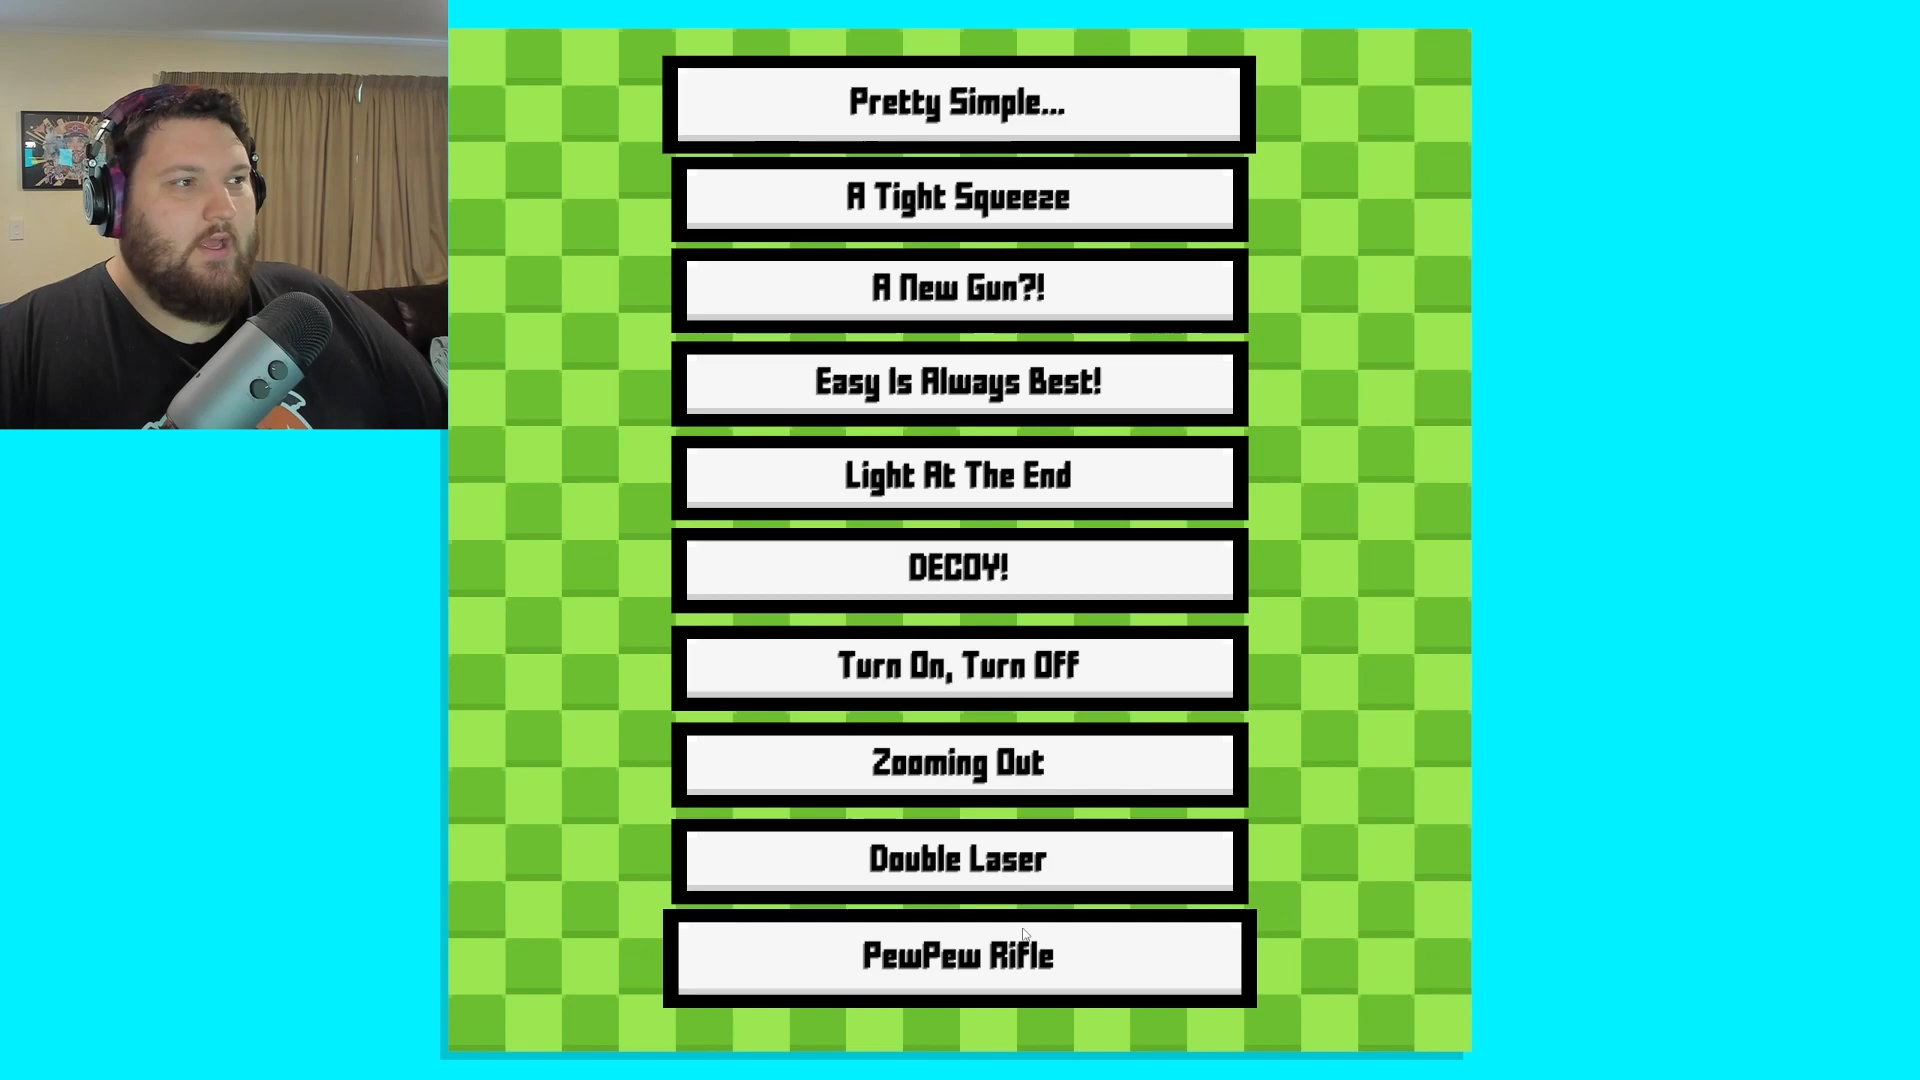 Pretty Simple...
A Tight Squeeze
A New Gun?!
Easy Is Always Best!
Light At The End
DECOY!
Turn On, Turn Off
Zooming Out
Double Laser
PewPew Rifle